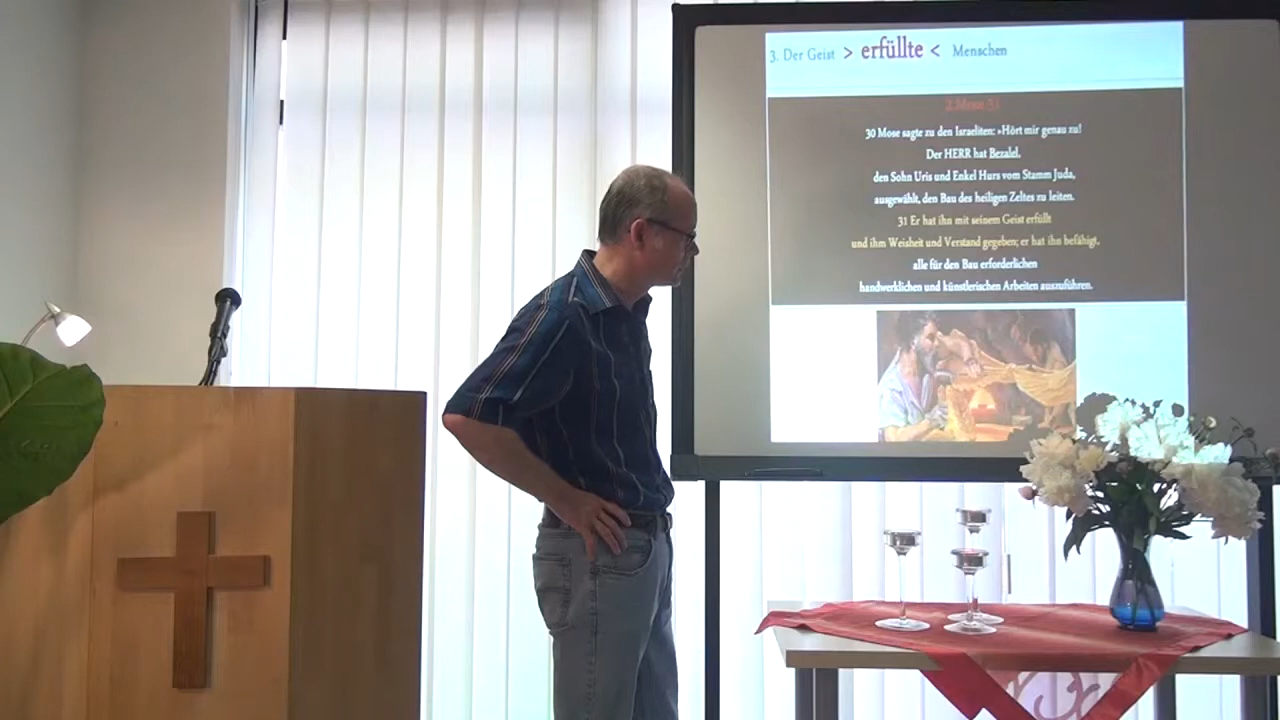 3. Der Geist > erfüllte < Menschen
2.Mose 31
30 Mose sagte zu den Israeliten: »Hört mir genau zu!
Der HERR hat Bezalel,
den Sohn Uris und Enkel Hurs vom Stamm Juda,
ausgewählt, den Bau des heiligen Zeltes zu leiten.
31 Er hat ihn mit seinem Geist erfüllt
und ihm Weisheit und Verstand gegeben; er hat ihn befähigt,
alle für den Bau erforderlichen
handwerklichen und künstlerischen Arbeiten auszuführen.